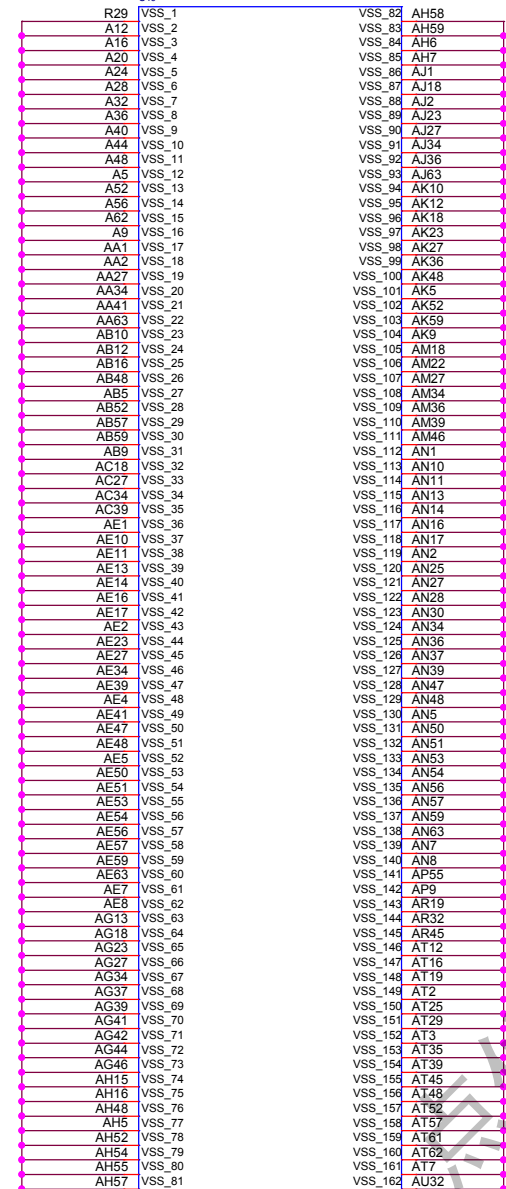 R29 VSS_1 VSS_82 AH58
A12 VSS_2 VSS_83 AH59
A16 VSS_3 VSS_84 AH6
A20 VSS_4 VSS_85 AH7
A24 VSS_5 VSS_86 AJ1
A28 VSS_6 VSS_87 AJ18
A32 VSS_7 VSS_88 AJ2
A36 VSS_8 VSS_89 AJ23
A40 VSS_9 VSS_90 AJ27
A44 VSS_10 VSS_91 AJ34
A48 VSS_11 VSS_92 AJ36
A5 VSS_12 VSS_93 AJ63
A52 VSS_13 VSS_94 AK10
A56 VSS_14 VSS_95 AK12
A62 VSS_15 VSS_96 AK18
A9 VSS_16 VSS_97 AK23
AA1 VSS_17 VSS_98 AK27
AA2 VSS_18 VSS_99 AK36
AA27 VSS_19 VSS_100 AK48
AA34 VSS_20 VSS_101 AK5
AA41 VSS_21 VSS_102 AK52
AA63 VSS_22 VSS_103 AK59
AB10 VSS_23 VSS_104 AK9
AB12 VSS_24 VSS_105 AM18
AB16 VSS_25 VSS_106 AM22
AB48 VSS_26 VSS_107 AM27
AB5 VSS_27 VSS_108 AM34
AB52 VSS_28 VSS_109 AM36
AB57 VSS_29 VSS_110 AM39
AB59 VSS_30 VSS_111 AM46
AB9 VSS_31 VSS_112 AN1
AC18 VSS_32 VSS_113 AN10
AC27 VSS_33 VSS_114 AN11
AC34 VSS_34 VSS_115 AN13
AC39 VSS_35 VSS_116 AN14
AE1 VSS_36 VSS_117 AN16
AE10 VSS_37 VSS_118 AN17
AE11 VSS_38 VSS_119 AN2
AE13 VSS_39 VSS_120 AN25
AE14 VSS_40 VSS_121 AN27
AE16 VSS_41 VSS_122 AN28
AE17 VSS_42 VSS_123 AN30
AE2 VSS_43 VSS_124 AN34
AE23 VSS_44 VSS_125 AN36
AE27 VSS_45 VSS_126 AN37
AE34 VSS_46 VSS_127 AN39
AE39 VSS_47 VSS_128 AN47
AE4 VSS_48 VSS_129 AN48
AE41 VSS_49 VSS_130 AN5
AE47 VSS_50 VSS_131 AN50
AE48 VSS_51 VSS_132 AN51
AE5 VSS_52 VSS_133 AN53
AE50 VSS_53 VSS_134 AN54
AE51 VSS_54 VSS_135 AN56
AE53 VSS_55 VSS_136 AN57
AE54 VSS_56 VSS_137 AN59
AE56 VSS_57 VSS_138 AN63
AE57 VSS_58 VSS_139 AN7
AE59 VSS_59 VSS_140 AN8
AE63 VSS_60 VSS_141 AP55
AE7 VSS_61 VSS_142 AP9
AE8 VSS_62 VSS_143 AR19
AG13 VSS_63 VSS_144 AR32
AG18 VSS_64 VSS_145 AR45
AG23 VSS_65 VSS_146 AT12
AG27 VSS_66 VSS_147 AT16
AG34 VSS_67 VSS_148 AT19
AG37 VSS_68 VSS_149 AT2
AG39 VSS_69 VSS_150 AT25
AG41 VSS_70 VSS_151 AT29
AG42 VSS_71 VSS_152 AT3
AG44 VSS_72 VSS_153 AT35
AG46 VSS_73 VSS_154 AT39
AH15 VSS_74 VSS_155 AT45
AH16 VSS_75 VSS_156 AT48
AH48 VSS_76 VSS_157 AT52
AH5 VSS_77 VSS_158 AT57
AH52 VSS_78 VSS_159 AT61
AH54 VSS_79 VSS_160 AT62
AH55 VSS_80 VSS_161 AT7
AH57 VSS_81 VSS_162 AU32